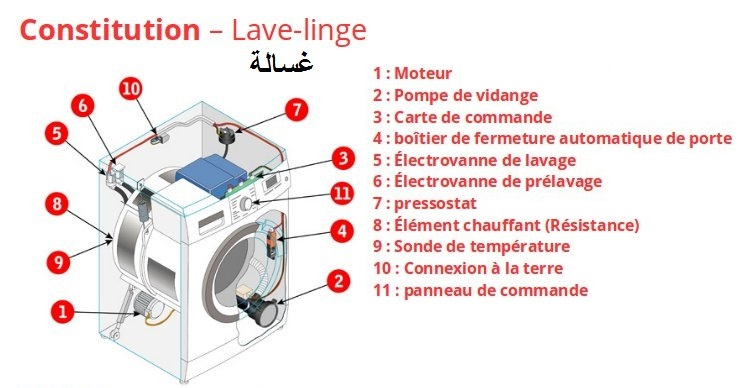 Constitution – Lave-linge
غسالة
1 : Moteur
2 : Pompe de vidange
3 : Carte de commande
4 : boîtier de fermeture automatique de porte
5 : Électrovanne de lavage
6 : Électrovanne de prélavage
7 : pressostat
8 : Élément chauffant (Résistance)
9 : Sonde de température
10 : Connexion à la terre
11 : panneau de commande
10
6
7
5
3
11
8
4
9
2
1